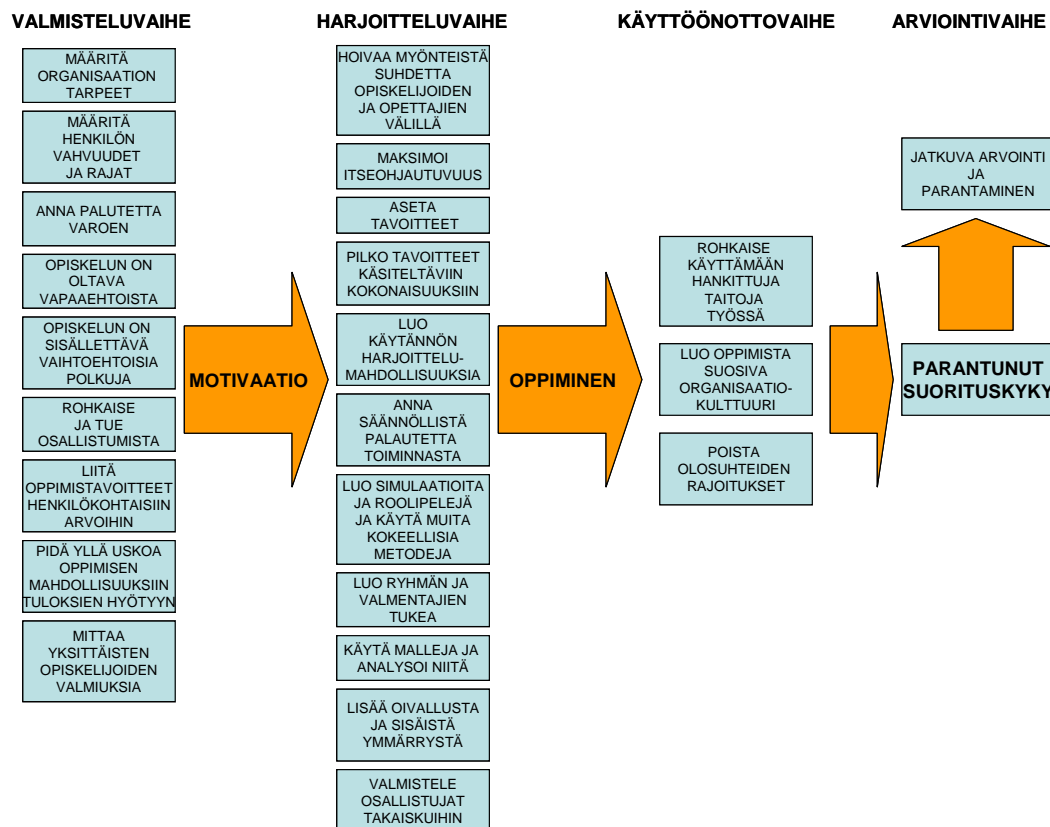 VALMISTELUVAIHE
MÄÄRITÄ
ORGANISAATION
TARPEET
MÄÄRITÄ
HENKILÖN
VAHVUUDET
JA RAJAT
ANNA PALUTETTA
VAROEN
OPISKELUN ON
OLTAVA
VAPAAEHTOISTA
OPISKELUN ON
SISÄLLETTÄVÄ
VAIHTOEHTOISIA
POLKUJA
ROHKAISE
JA TUE
OSALLISTUMISTA
LIITÄ
OPPIMISTAVOITTEET
HENKILÖKOHTAISIIN
ARVOIHIN
PIDÄ YLLÄ USKOA
OPPIMISEN
MAHDOLLISUUKSIIN
TULOKSIEN HYÖTYYN
MITTAA
YKSITTÄISTEN
OPISKELIJOIDEN
VALMIUKSIA
MOTIVAATIO
HARJOITTELUVAIHE
HOIVAA MYÖNTEISTÄ
SUHDETTA
OPISKELIJOIDEN
JA OPETTAJIEN
VÄLILLÄ
MAKSIMOI
ITSEOHJAUTUVUUS
ASETA
TAVOITTEET
PILKO TAVOITTEET
KÄSITELTÄVIIN
KOKONAISUUKSIIN
LUO
KÄYTÄNNÖN
HARJOITTELU-
MAHDOLLISUUKSIA
ANNA
SÄÄNNÖLLISTÄ
PALAUTETTA
TOIMINNASTA
LUO SIMULAATIOITA
JA ROOLIPELEJÄ
JA KÄYTÄ MUITA
KOKEELLISIA
METODEJA
LUO RYHMÄN JA
VALMENTAJIEN
TUKEA
KÄYTÄ MALLEJA JA
ANALYSOI NIITÄ
LISÄÄ OIVALLUSTA
JA SISÄISTÄ
YMMÄRRYSTÄ
VALMISTELE
OSALLISTUJAT
TAKAISKUIHIN
OPPIMINEN
KÄYTTÖÖNOTTOVAIHE
ROHKAISE
KÄYTTÄMÄÄN
HANKITTUJA
TAITOJA
TYÖSSÄ
LUO OPPIMISTA
SUOSIVA
ORGANISAATIO-
KULTTUURI
POISTA
OLOSUHTEIDEN
RAJOITUKSET
ARVIOINTIVAIHE
JATKUVA ARVOINTI
JA
PARANTAMINEN
PARANTUNUT
SUORITUSKYKY